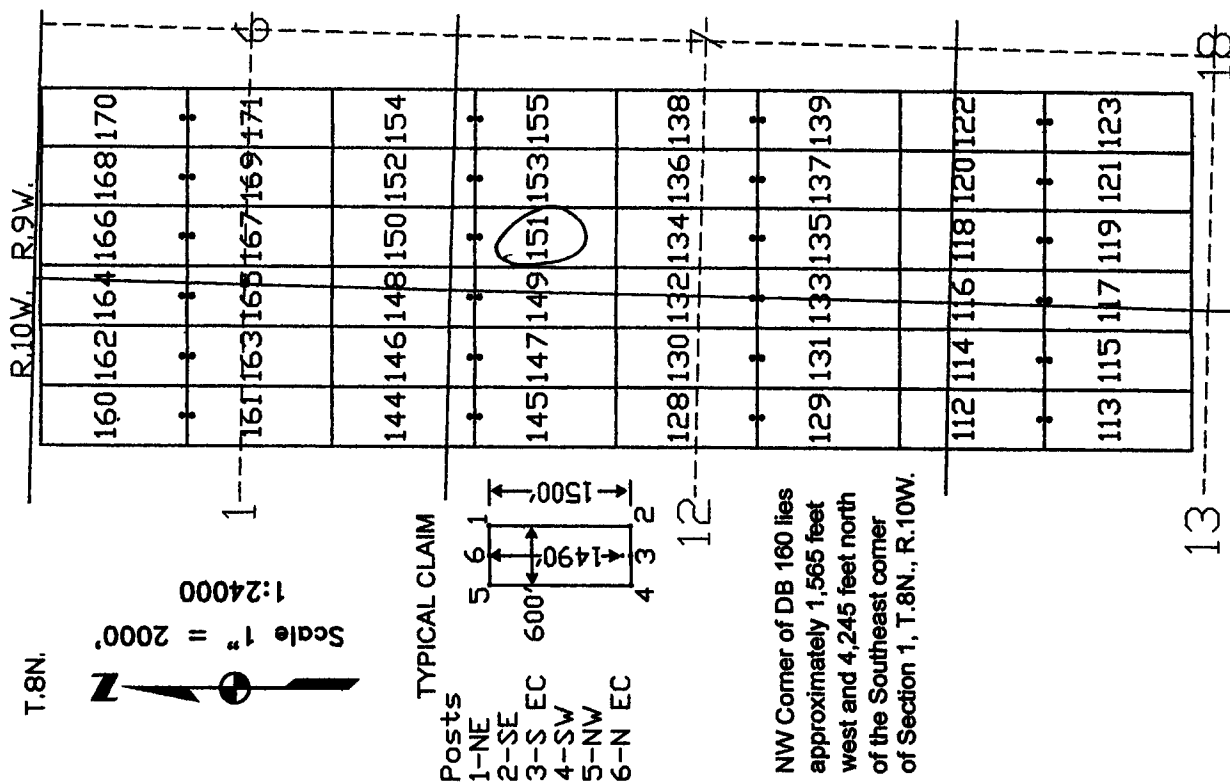 R.10W. R.9W.
160 162 164 166 168 170
161 163 165 167 169 171
144 146 148 150 152 154
145 147 149 151 153 155
128 130 132 134 136 138
129 131 133 135 137 139
112 114 116 118 120 122
113 115 117 119 121 123
1
6
12
7
13
18
T.8N.
Scale 1" = 2000'
1:24000
TYPICAL CLAIM
Posts
1-NE
2-SE
3-S EC
4-SW
5-NW
6-N EC
5 6 1
600'
1490'
1500'
4 3 2
NW Corner of DB 160 lies
approximately 1,565 feet
west and 4,245 feet north
of the Southeast corner
of Section 1, T.8N., R.10W.